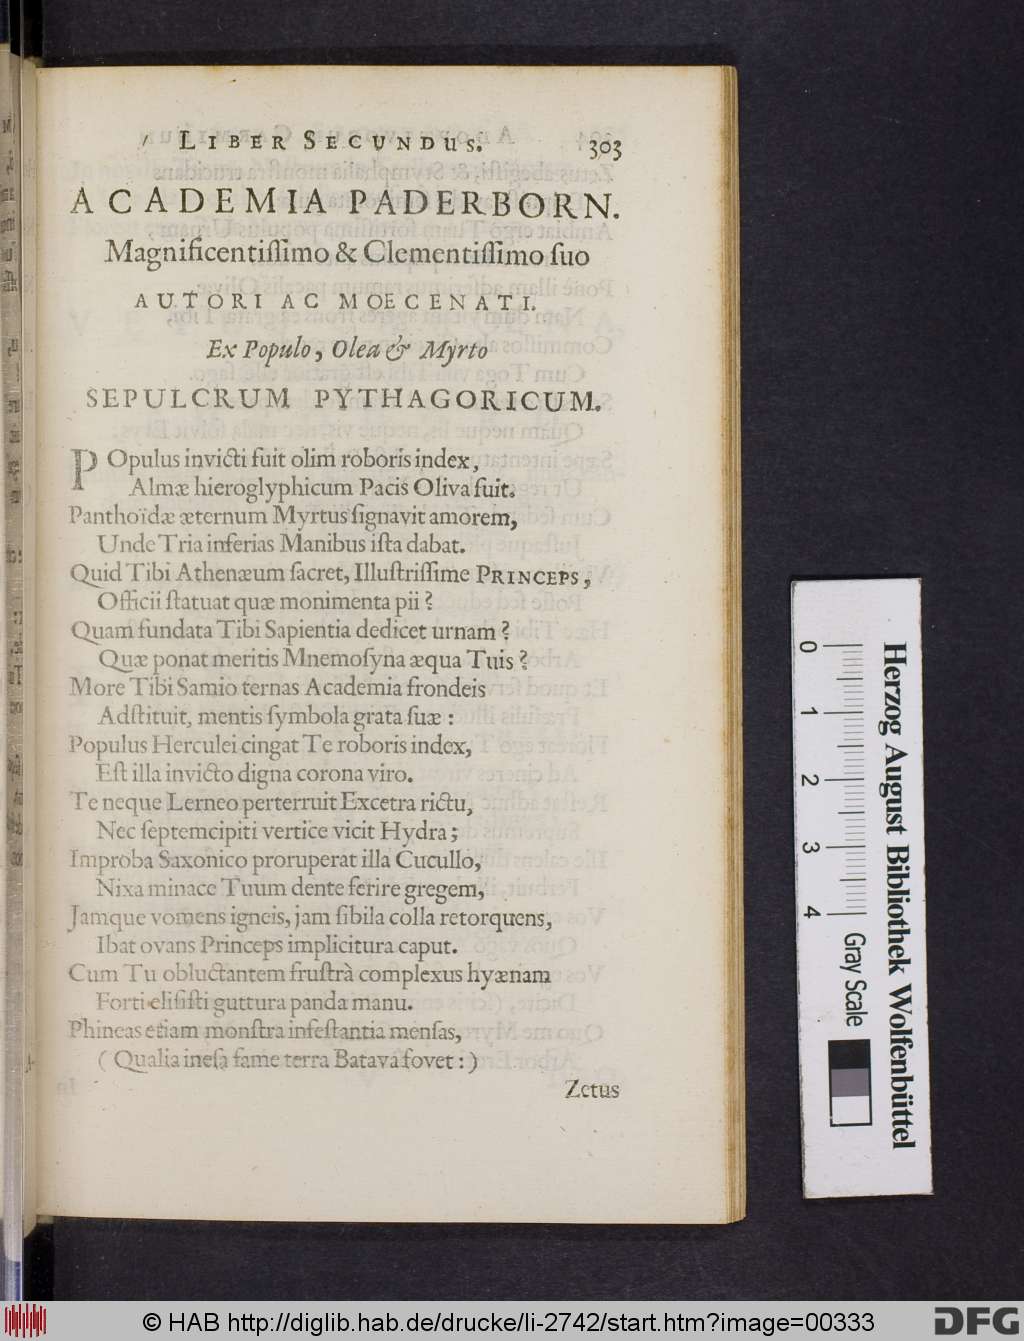 LIBER SECUNDUS. 303
ACADEMIA PADERBORN.
Magnificentiſſimo & Clementiſſimo ſuo
AUTORI AC MOECENATI.
Ex Populo, Olea & Myrto
SEPULCRUM PYTHAGORICUM.
POpulus invicti fuit olim roboris index,
Almæ hieroglyphicum Pacis Oliva fuit.
Panthoïdæ æternum Myrtus ſignavit amorem,
Unde Tria inferias Manibus iſta dabat.
Quid Tibi Athenæum ſacret, Illuſtriſſime PRINCEPS,
Officii ſtatuat quæ monimenta pii?
Quam fundata Tibi Sapientia dedicet urnam?
Quæ ponat meritis Mnemoſyna æqua Tuis?
More Tibi Samio ternas Academia frondeis
Adſtituit, mentis ſymbola grata ſuæ:
Populus Herculei cingat Te roboris index,
Eſt illa invicto digna corona viro.
Te neque Lerneo perterruit Excetra rictu,
Nec ſeptemcipiti vertice vicit Hydra;
Improba Saxonico proruperat illa Cucullo,
Nixa minace Tuum dente ferire gregem,
Jamque vomens igneis, jam ſibila colla retorquens,
Ibat ovans Princeps implicitura caput.
Cum Tu obluctantem fruſtrà complexus hyænam
Forti eliſiſti guttura panda manu.
Phineas etiam monſtra infeſtantia menſas,
(Qualia ineſa fame terra Batava fovet:)
Zetus
0 1 2 3 4
Gray Scale
Herzog August Bibliothek Wolfenbüttel
© HAB http://diglib.hab.de/drucke/li-2742/start.htm?image=00333
DFG